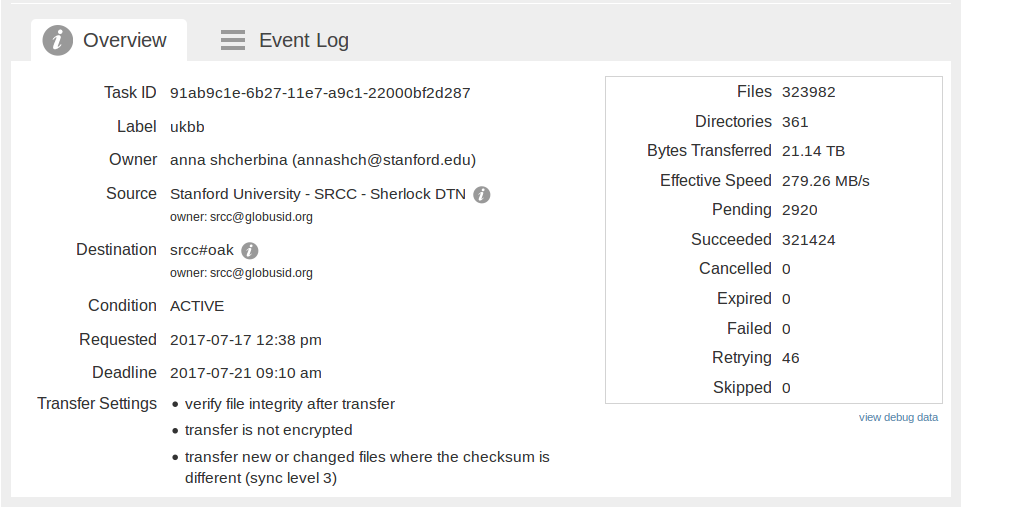 Overview
Event Log
Task ID 91ab9c1e-6b27-11e7-a9c1-22000bf2d287
Label ukbb
Owner anna shcherbina (annashch@stanford.edu)
Source Stanford University - SRCC - Sherlock DTN
owner: srcc@globusid.org
Destination srcc#oak
owner: srcc@globusid.org
Condition ACTIVE
Requested 2017-07-17 12:38 pm
Deadline 2017-07-21 09:10 am
Transfer Settings • verify file integrity after transfer
• transfer is not encrypted
• transfer new or changed files where the checksum is
different (sync level 3)
Files 323982
Directories 361
Bytes Transferred 21.14 TB
Effective Speed 279.26 MB/s
Pending 2920
Succeeded 321424
Cancelled 0
Expired 0
Failed 0
Retrying 46
Skipped 0
view debug data